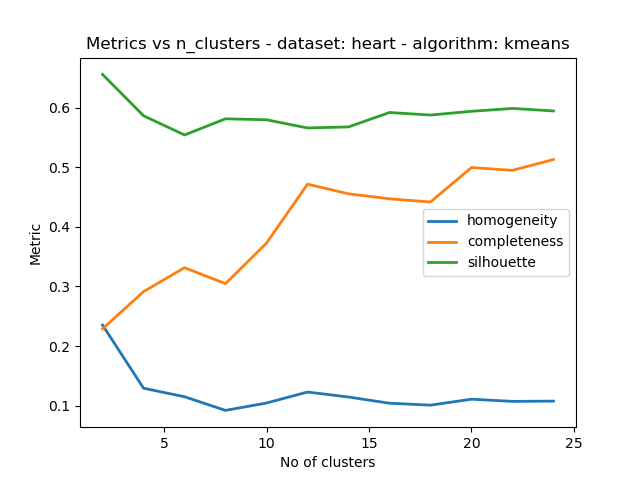 Metrics vs n_clusters - dataset: heart - algorithm: kmeans
0.6
0.5
0.4
0.3
0.2
0.1
Metric
homogeneity
completeness
silhouette
5
10
15
20
25
No of clusters